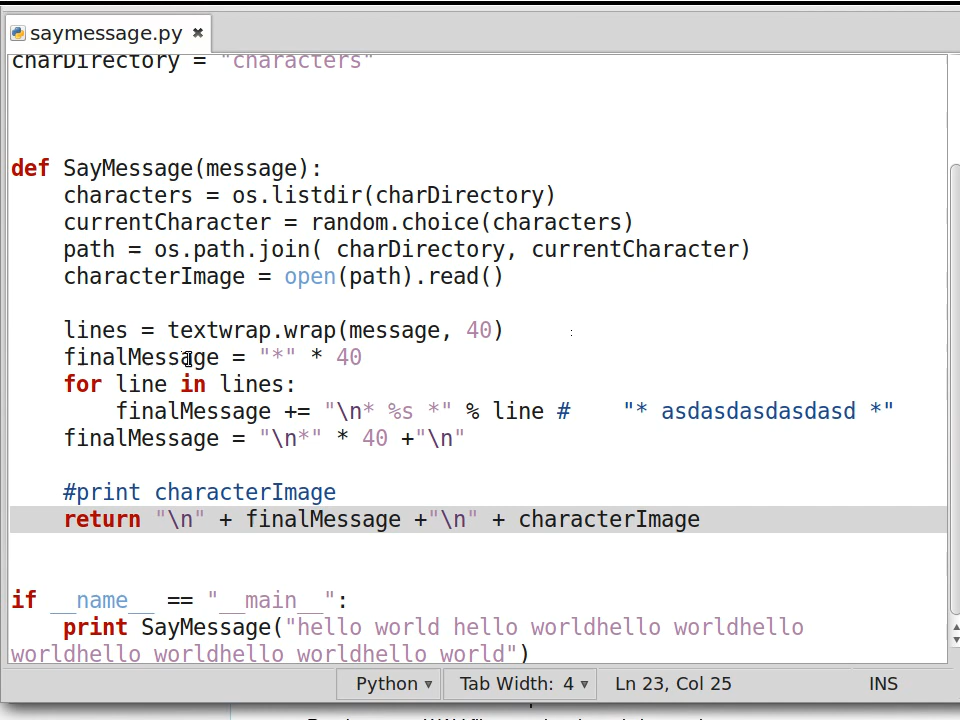 saymessage.py ✖
charDirectory = "characters"
def SayMessage(message):
characters = os.listdir(charDirectory)
currentCharacter = random.choice(characters)
path = os.path.join( charDirectory, currentCharacter)
characterImage = open(path).read()
lines = textwrap.wrap(message, 40)
finalMessage = "*" * 40
for line in lines:
finalMessage += "\n* %s *" % line #    "* asdasdasdasdasd *"
finalMessage = "\n*" * 40 +"\n"
#print characterImage
return "\n" + finalMessage +"\n" + characterImage
if __name__ == "__main__":
print SayMessage("hello world hello worldhello worldhello
worldhello worldhello worldhello world")
Python ▾ Tab Width: 4 ▾ Ln 23, Col 25 INS